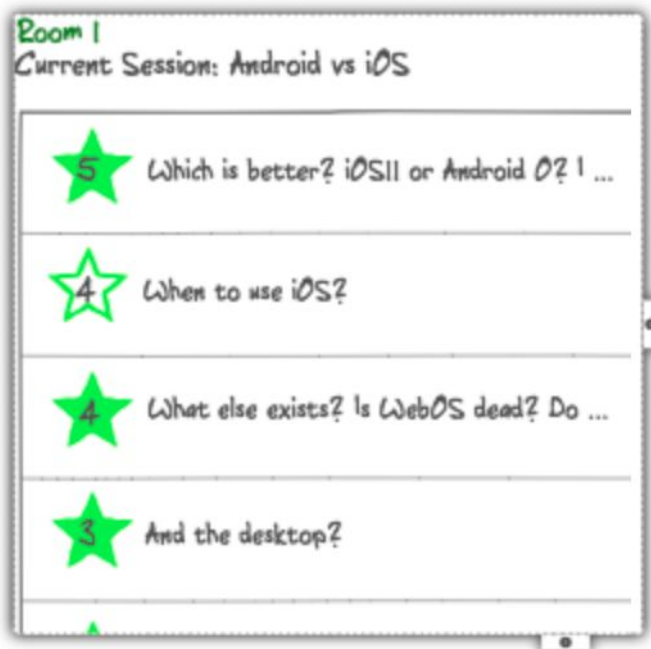 Room 1
Current Session: Android vs iOS
5 Which is better? iOS11 or Android O? I ...
4 When to use iOS?
4 What else exists? Is WebOS dead? Do ...
3 And the desktop?